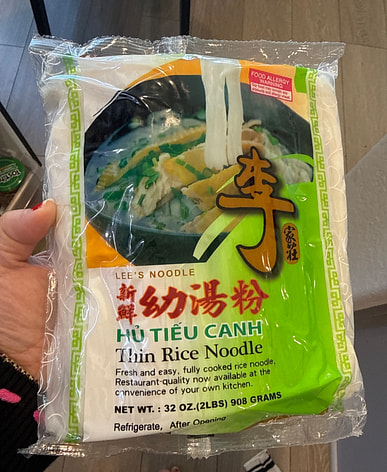 FOOD ALLERGY
WARNING
李
家莊
LEE'S NOODLE
新鮮
幼湯粉
HỦ TIẾU CANH
Thin Rice Noodle
Fresh and easy, fully cooked rice noodle.
Restaurant-quality now available at the
convenience of your own kitchen.
NET WT. : 32 OZ.(2LBS) 908 GRAMS
Refrigerate, After Opening